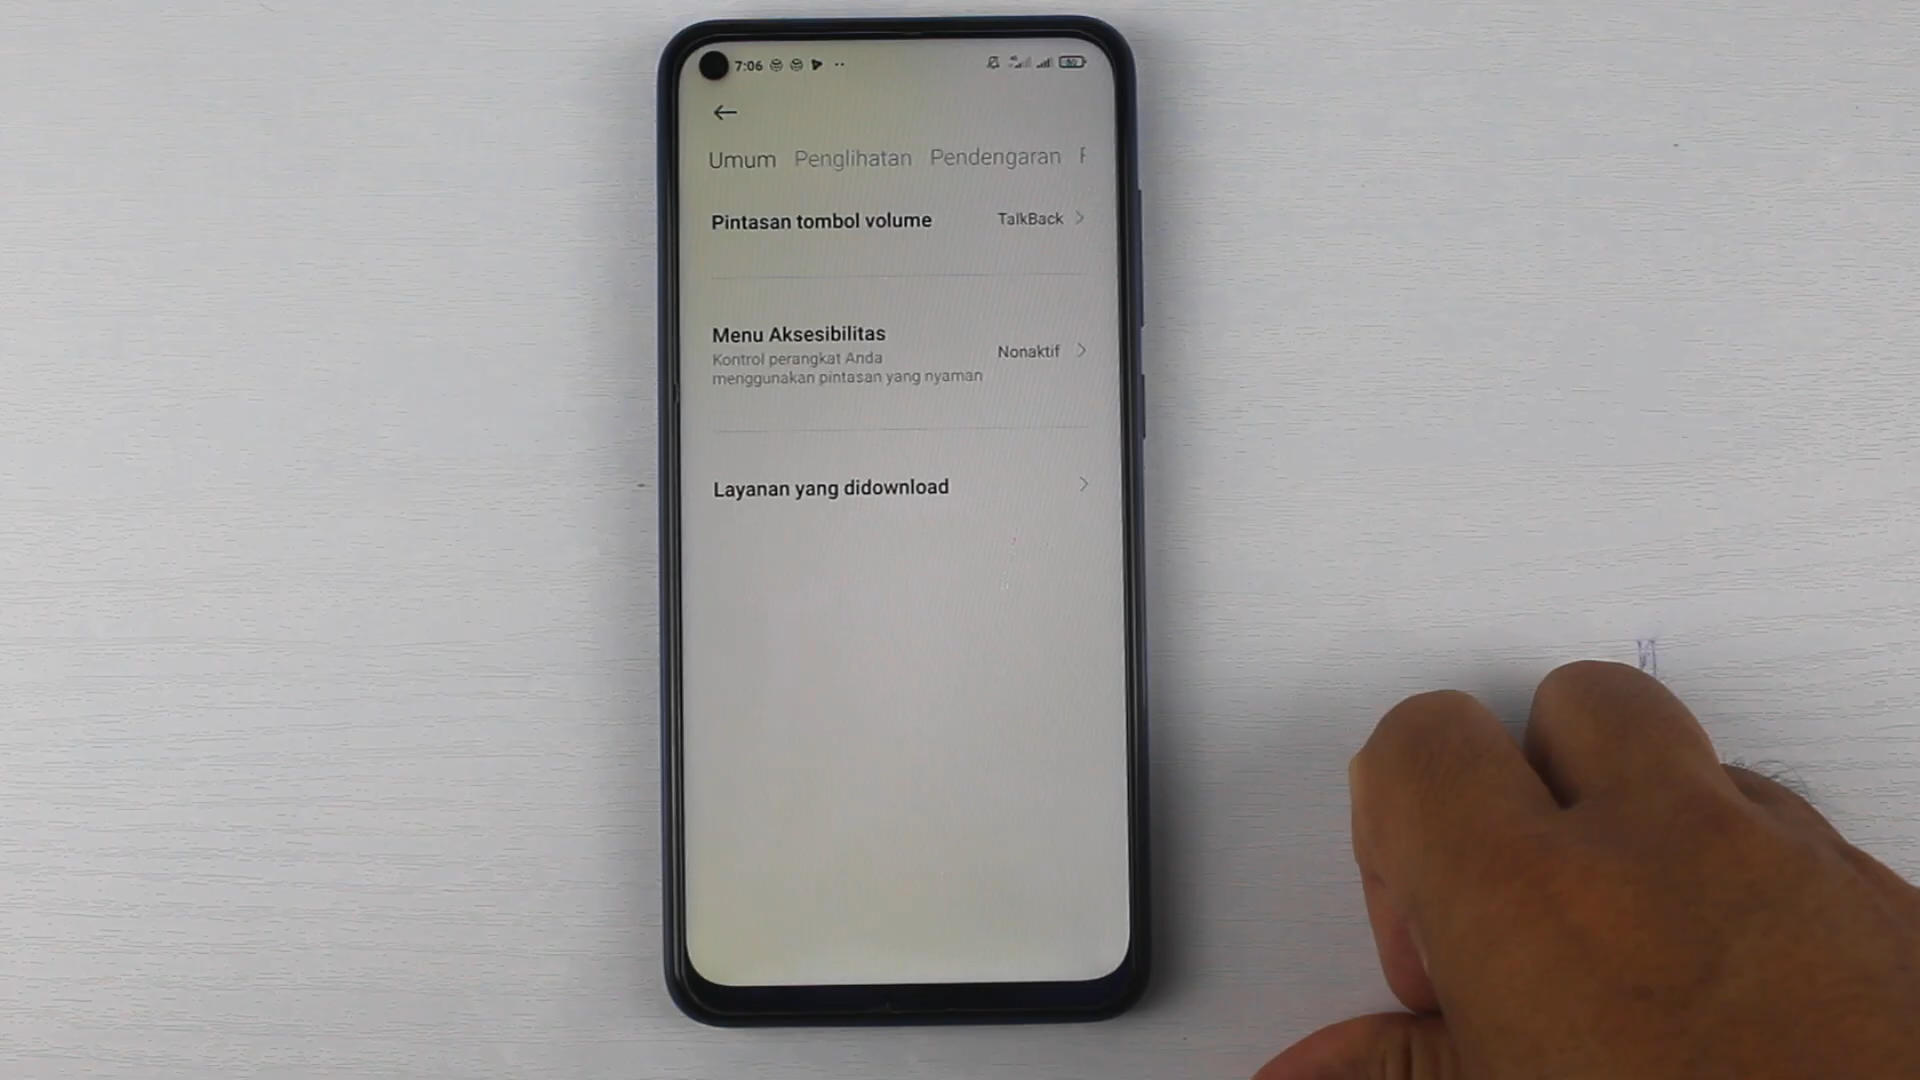 7:06
Umum Penglihatan Pendengaran
Pintasan tombol volume TalkBack
Menu Aksesibilitas
Kontrol perangkat Anda
menggunakan pintasan yang nyaman
Nonaktif
Layanan yang didownload